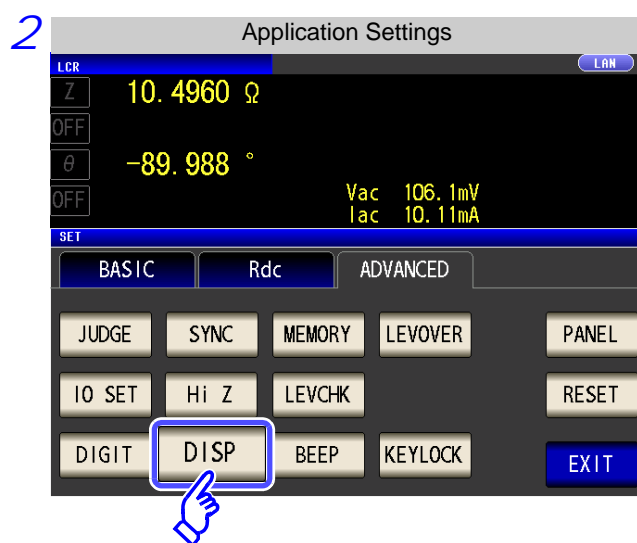 2
Application Settings
LCR
LAN
Z 10.4960 Ω
OFF
θ -89.988 °
OFF
Vac 106.1mV
Iac 10.11mA
SET
BASIC Rdc ADVANCED
JUDGE SYNC MEMORY LEVOVER PANEL
IO SET Hi Z LEVCHK RESET
DIGIT DISP BEEP KEYLOCK EXIT